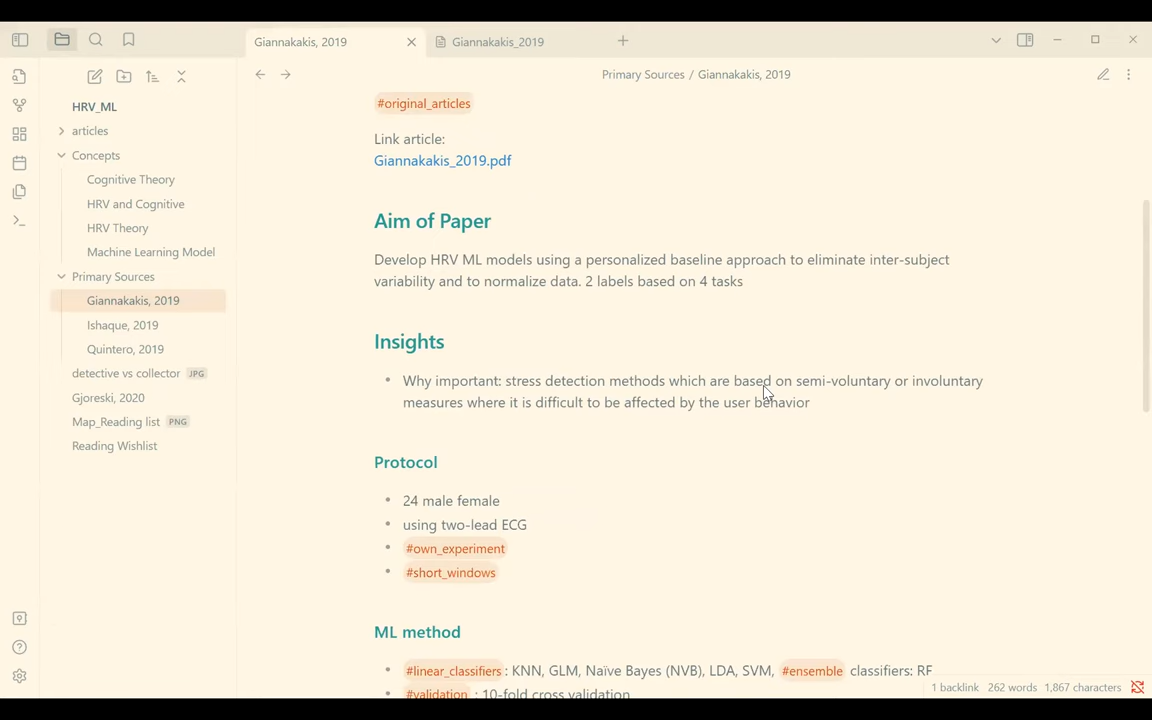 Giannakakis, 2019
Giannakakis_2019
HRV_ML
articles
Concepts
Cognitive Theory
HRV and Cognitive
HRV Theory
Machine Learning Model
Primary Sources
Giannakakis, 2019
Ishaque, 2019
Quintero, 2019
detective vs collector JPG
Gjoreski, 2020
Map_Reading list PNG
Reading Wishlist
Primary Sources / Giannakakis, 2019
#original_articles
Link article:
Giannakakis_2019.pdf
Aim of Paper
Develop HRV ML models using a personalized baseline approach to eliminate inter-subject
variability and to normalize data. 2 labels based on 4 tasks
Insights
Why important: stress detection methods which are based on semi-voluntary or involuntary
measures where it is difficult to be affected by the user behavior
Protocol
24 male female
using two-lead ECG
#own_experiment
#short_windows
ML method
#linear_classifiers : KNN, GLM, Naïve Bayes (NVB), LDA, SVM, #ensemble classifiers: RF
#validation : 10-fold cross validation
1 backlink 262 words 1,867 characters